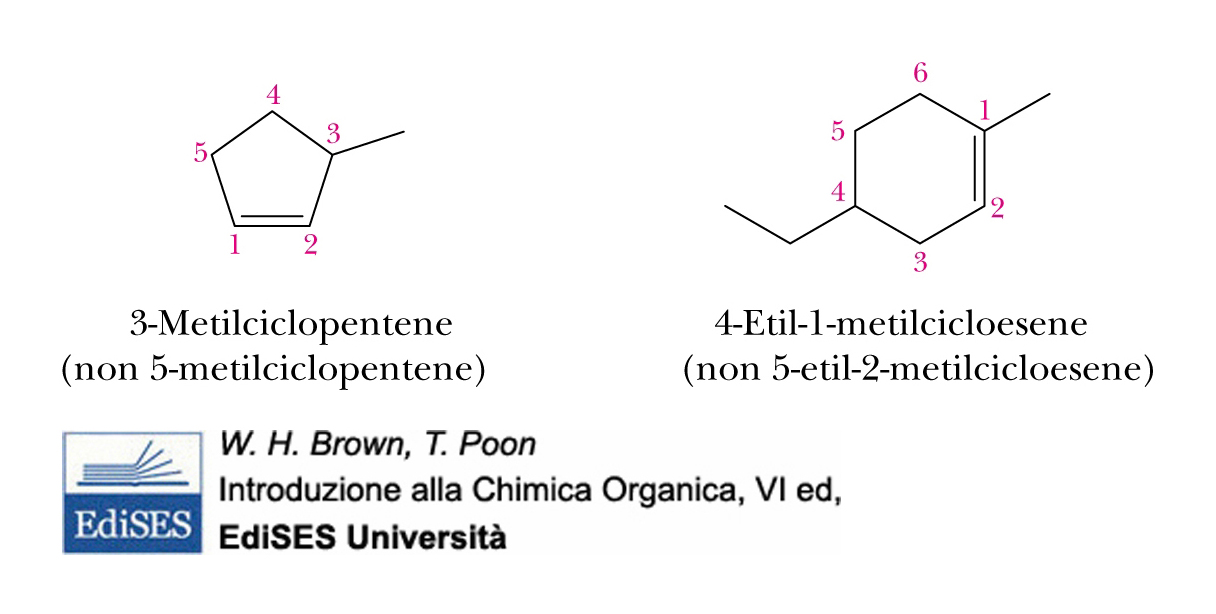 4
3
5
1
2
6
1
5
4
2
3
3-Metilciclopentene
(non 5-metilciclopentene)
4-Etil-1-metilcicloesene
(non 5-etil-2-metilcicloesene)
EdiSES
W. H. Brown, T. Poon
Introduzione alla Chimica Organica, VI ed,
EdiSES Università